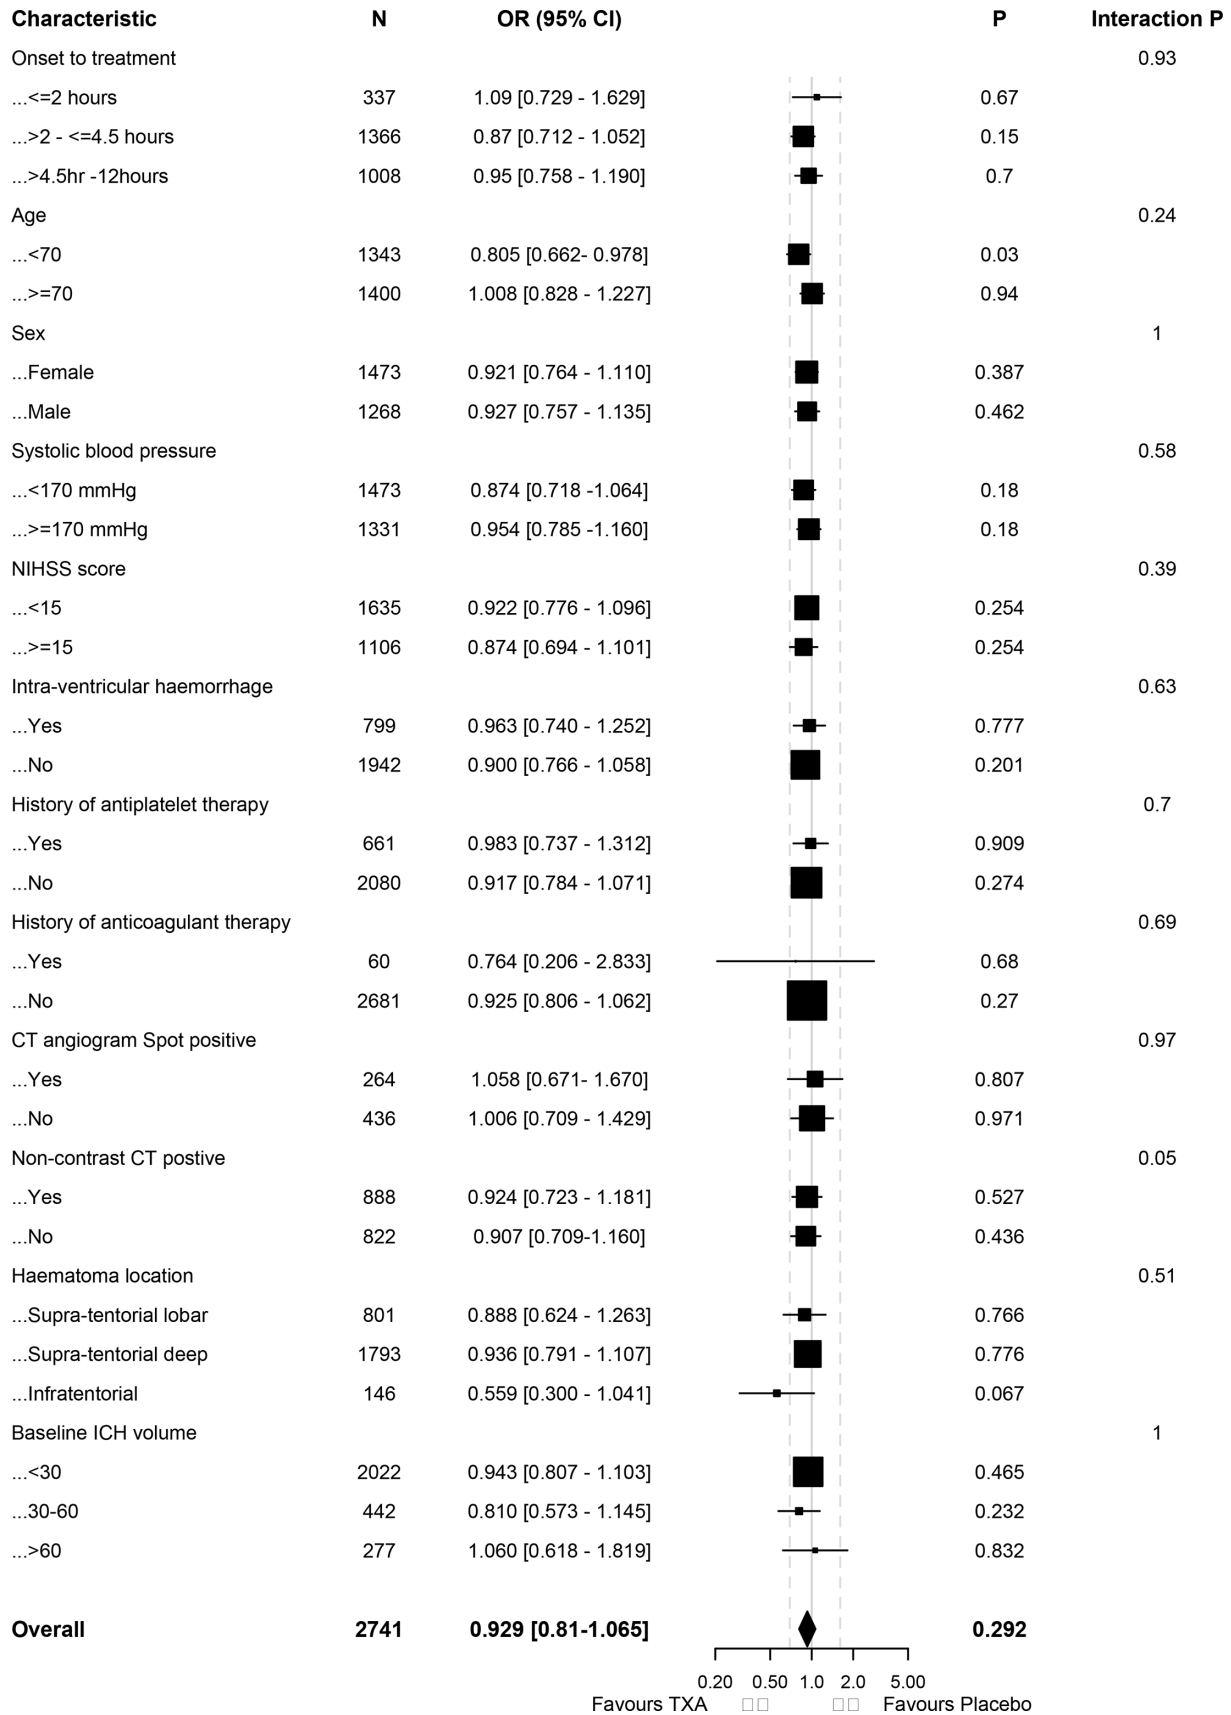 Characteristic N OR (95% CI) P Interaction P
Onset to treatment 0.93
...<=2 hours 337 1.09 [0.729 - 1.629] 0.67
...>2 - <=4.5 hours 1366 0.87 [0.712 - 1.052] 0.15
...>4.5hr -12hours 1008 0.95 [0.758 - 1.190] 0.7
Age 0.24
...<70 1343 0.805 [0.662- 0.978] 0.03
...>=70 1400 1.008 [0.828 - 1.227] 0.94
Sex 1
...Female 1473 0.921 [0.764 - 1.110] 0.387
...Male 1268 0.927 [0.757 - 1.135] 0.462
Systolic blood pressure 0.58
...<170 mmHg 1473 0.874 [0.718 -1.064] 0.18
...>=170 mmHg 1331 0.954 [0.785 -1.160] 0.18
NIHSS score 0.39
...<15 1635 0.922 [0.776 - 1.096] 0.254
...>=15 1106 0.874 [0.694 - 1.101] 0.254
Intra-ventricular haemorrhage 0.63
...Yes 799 0.963 [0.740 - 1.252] 0.777
...No 1942 0.900 [0.766 - 1.058] 0.201
History of antiplatelet therapy 0.7
...Yes 661 0.983 [0.737 - 1.312] 0.909
...No 2080 0.917 [0.784 - 1.071] 0.274
History of anticoagulant therapy 0.69
...Yes 60 0.764 [0.206 - 2.833] 0.68
...No 2681 0.925 [0.806 - 1.062] 0.27
CT angiogram Spot positive 0.97
...Yes 264 1.058 [0.671- 1.670] 0.807
...No 436 1.006 [0.709 - 1.429] 0.971
Non-contrast CT postive 0.05
...Yes 888 0.924 [0.723 - 1.181] 0.527
...No 822 0.907 [0.709-1.160] 0.436
Haematoma location 0.51
...Supra-tentorial lobar 801 0.888 [0.624 - 1.263] 0.766
...Supra-tentorial deep 1793 0.936 [0.791 - 1.107] 0.776
...Infratentorial 146 0.559 [0.300 - 1.041] 0.067
Baseline ICH volume 1
...<30 2022 0.943 [0.807 - 1.103] 0.465
...30-60 442 0.810 [0.573 - 1.145] 0.232
...>60 277 1.060 [0.618 - 1.819] 0.832
Overall 2741 0.929 [0.81-1.065] 0.292
0.20 0.50 1.0 2.0 5.00
Favours TXA □□ □□ Favours Placebo